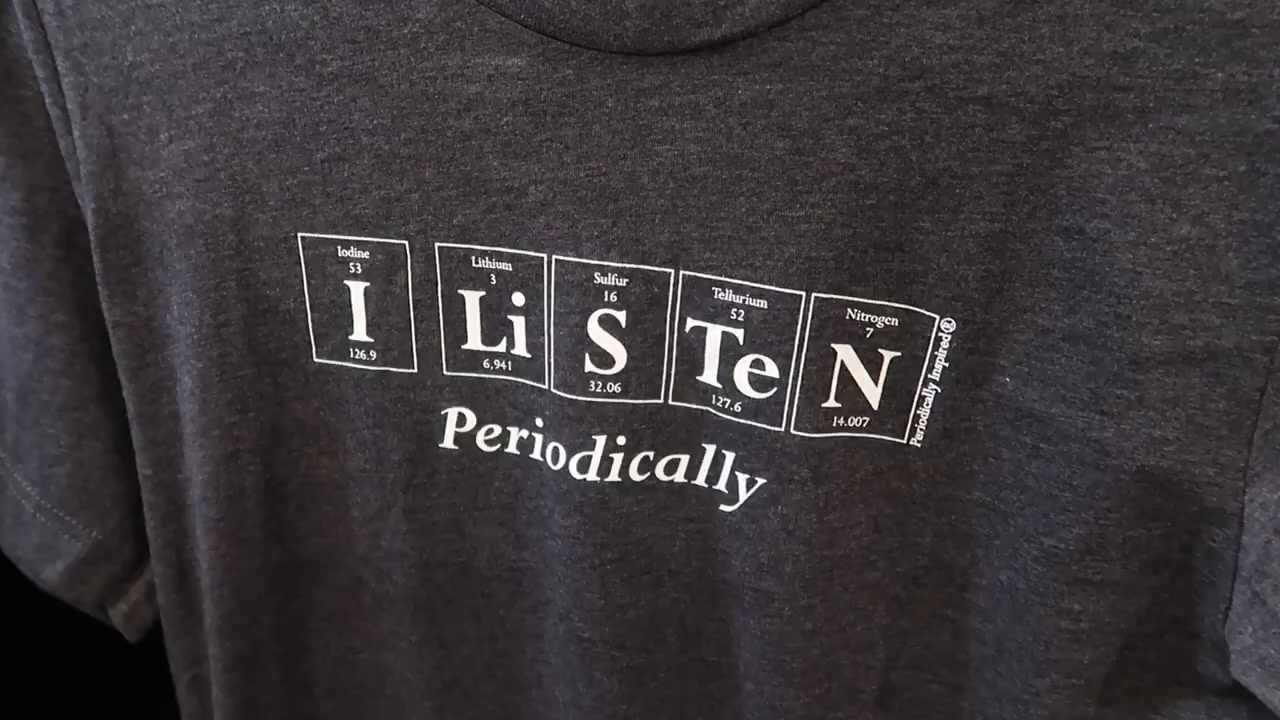 Iodine Lithium Sulfur Tellurium Nitrogen
53 3 16 52 7
I Li S Te N
126.9 6,941 32.06 127.6 14.007
Periodically Inspired®
Periodically